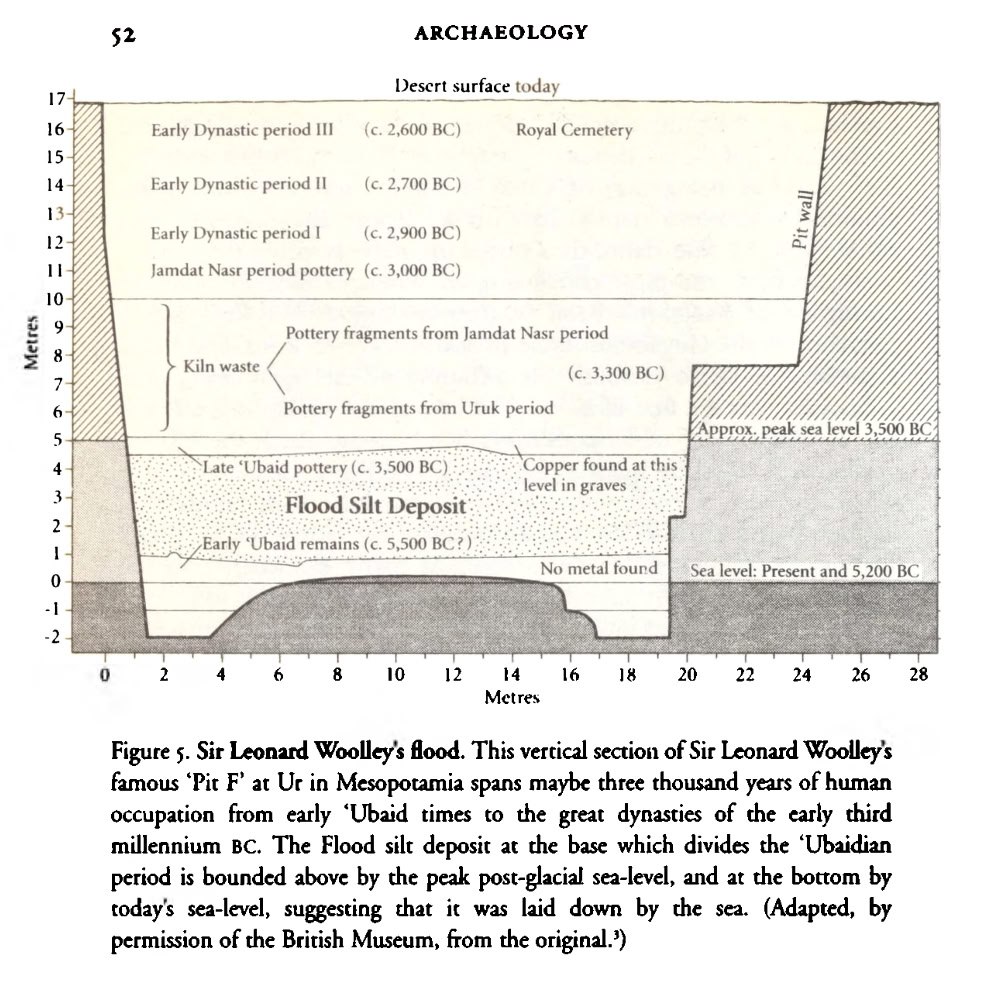 52
ARCHAEOLOGY
Desert surface today
17
16
15
14
13
12
11
10
9
8
7
6
5
4
3
2
1
0
-1
-2
Metres
Early Dynastic period III (c. 2,600 BC) Royal Cemetery
Early Dynastic period II (c. 2,700 BC)
Early Dynastic period I (c. 2,900 BC)
Jamdat Nasr period pottery (c. 3,000 BC)
Pit wall
Pottery fragments from Jamdat Nasr period
Kiln waste
(c. 3,300 BC)
Pottery fragments from Uruk period
Approx. peak sea level 3,500 BC
Late ‘Ubaid pottery (c. 3,500 BC)
Copper found at this
level in graves
Flood Silt Deposit
Early ‘Ubaid remains (c. 5,500 BC?)
No metal found
Sea level: Present and 5,200 BC
0 2 4 6 8 10 12 14 16 18 20 22 24 26 28
Metres
Figure 5. Sir Leonard Woolley's flood. This vertical section of Sir Leonard Woolley's
famous ‘Pit F’ at Ur in Mesopotamia spans maybe three thousand years of human
occupation from early ‘Ubaid times to the great dynasties of the early third
millennium BC. The Flood silt deposit at the base which divides the ‘Ubaidian
period is bounded above by the peak post-glacial sea-level, and at the bottom by
today's sea-level, suggesting that it was laid down by the sea. (Adapted, by
permission of the British Museum, from the original.³)